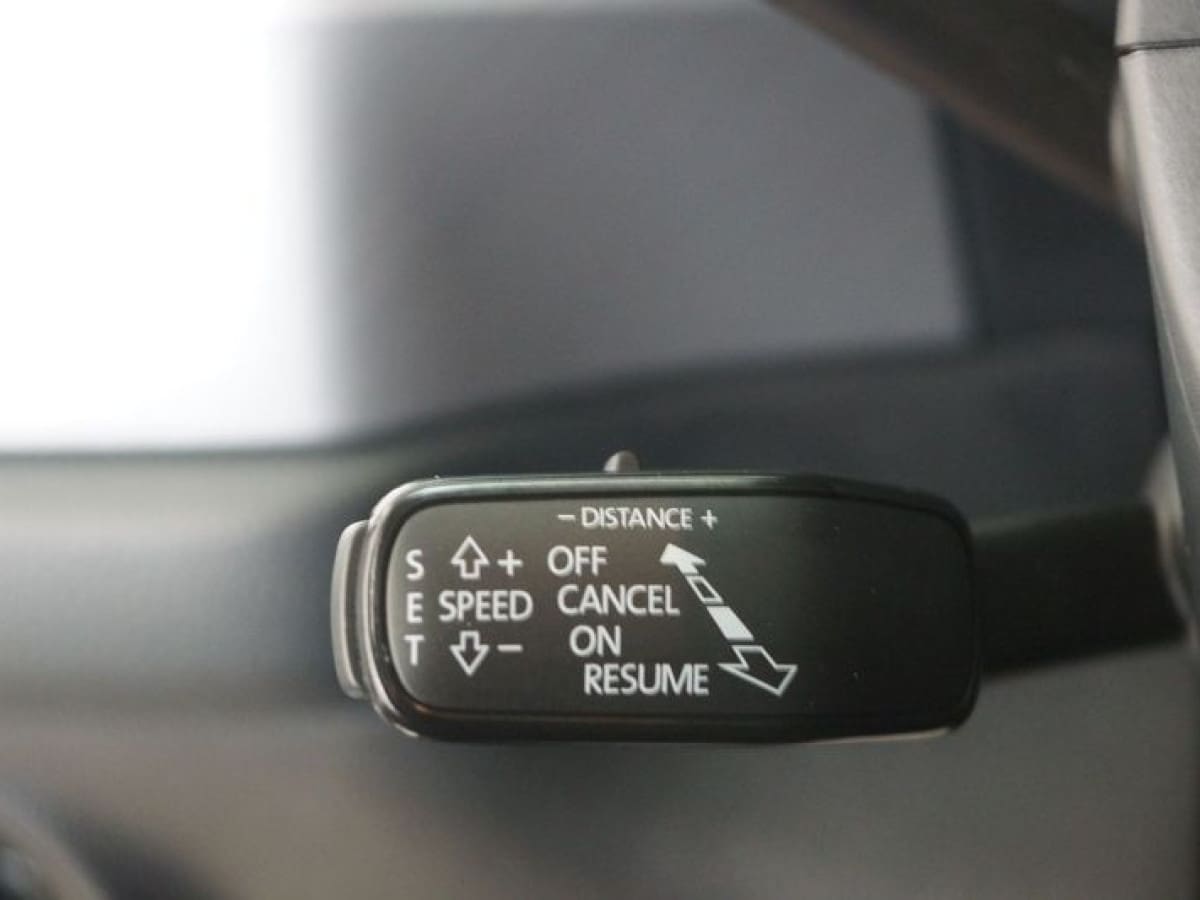 − DISTANCE +
S + OFF
E SPEED CANCEL
T − ON
RESUME